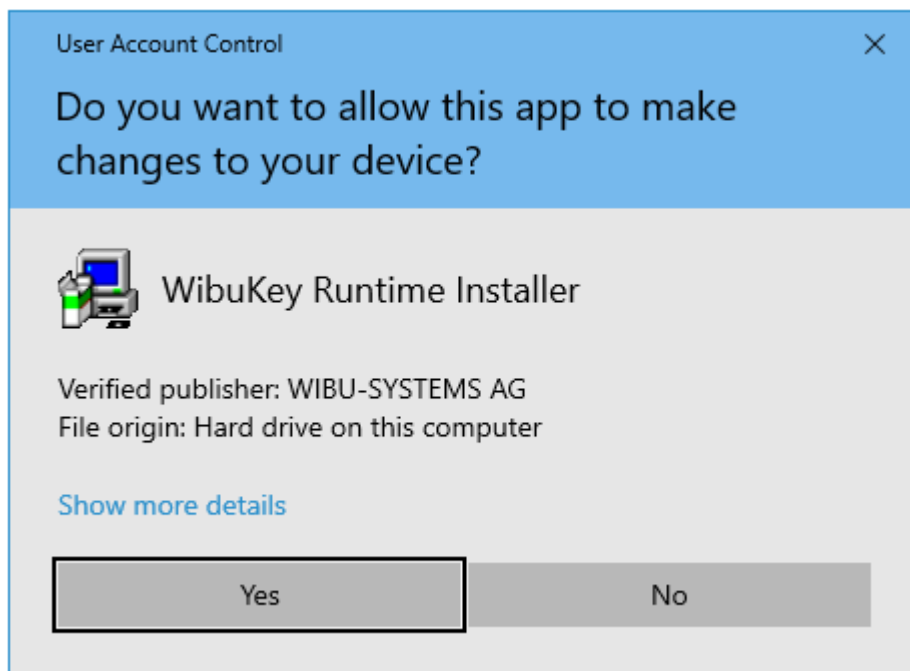 User Account Control
Do you want to allow this app to make
changes to your device?
WibuKey Runtime Installer
Verified publisher: WIBU-SYSTEMS AG
File origin: Hard drive on this computer
Show more details
Yes
No